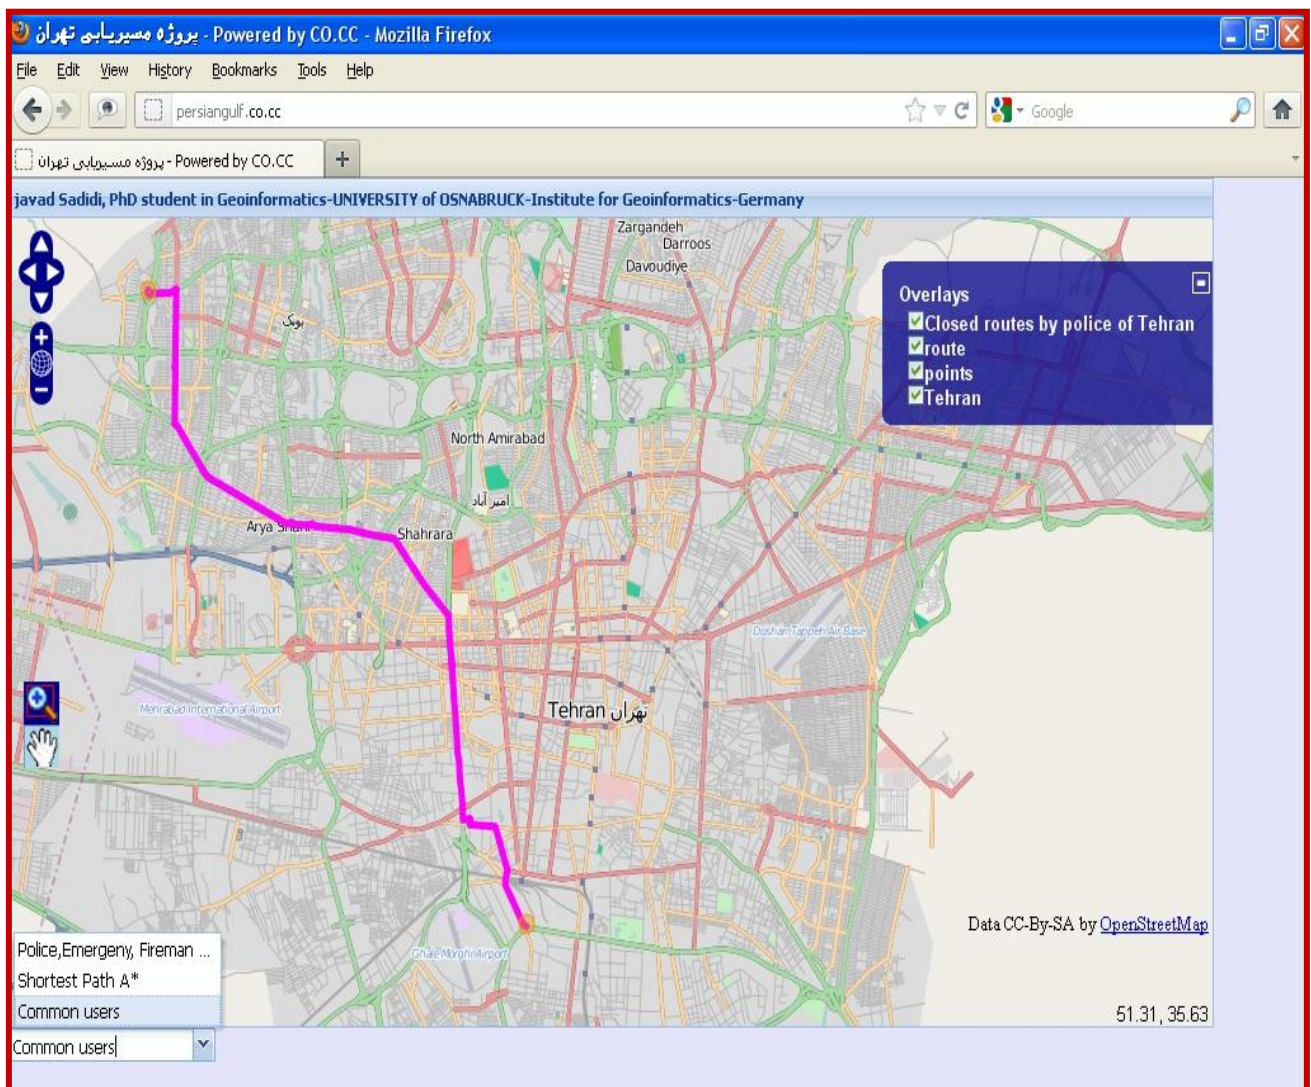 پروژه مسیریابی تهران - Powered by CO.CC - Mozilla Firefox
File Edit View History Bookmarks Tools Help
persiangulf.co.cc
Google
پروژه مسیریابی تهران - Powered by CO.CC
+
javad Sadidi, PhD student in Geoinformatics-UNIVERSITY of OSNABRUCK-Institute for Geoinformatics-Germany
Zargandeh
Darroos
Davoudiye
Overlays
Closed routes by police of Tehran
route
points
Tehran
پونک
North Amirabad
امیر آباد
Arya
Shahrara
Doshan Tappeh Air Base
Mehrabad International Airport
Tehran تهران
Data CC-By-SA by OpenStreetMap
Ghale Morghi Airport
Police,Emergeny, Fireman ...
Shortest Path A*
Common users
51.31, 35.63
Common users